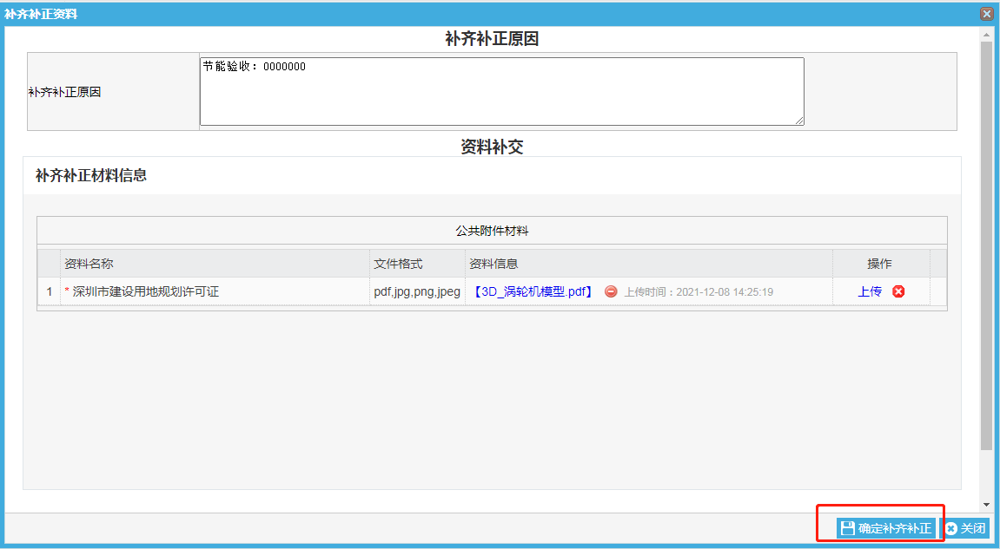 补齐补正资料
补齐补正原因
补齐补正原因
节能验收：0000000
资料补交
补齐补正材料信息
公共附件材料
资料名称 文件格式 资料信息 操作
1 * 深圳市建设用地规划许可证 pdf,jpg,png,jpeg 【3D_涡轮机模型.pdf】 上传时间：2021-12-08 14:25:19 上传
确定补齐补正 关闭